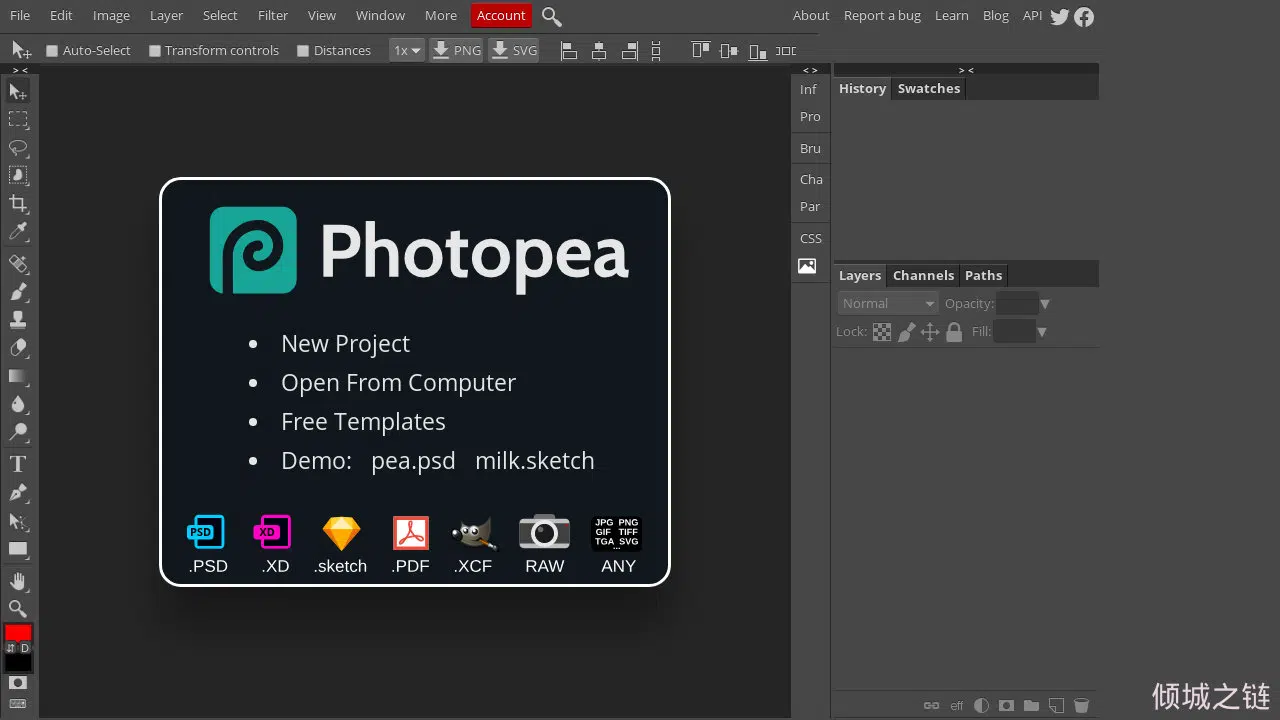 File Edit Image Layer Select Filter View Window More Account About Report a bug Learn Blog API
Auto-Select Transform controls Distances 1x PNG SVG
> < < > > <
Inf
Pro
Bru
Cha
Par
CSS
History Swatches
Photopea
New Project
Open From Computer
Free Templates
Demo: pea.psd milk.sketch
PSD XD JPG PNG
GIF TIFF
TGA SVG
...
.PSD .XD .sketch .PDF .XCF RAW ANY
Layers Channels Paths
Normal Opacity:
Lock: Fill:
T
D
eff
倾城之链